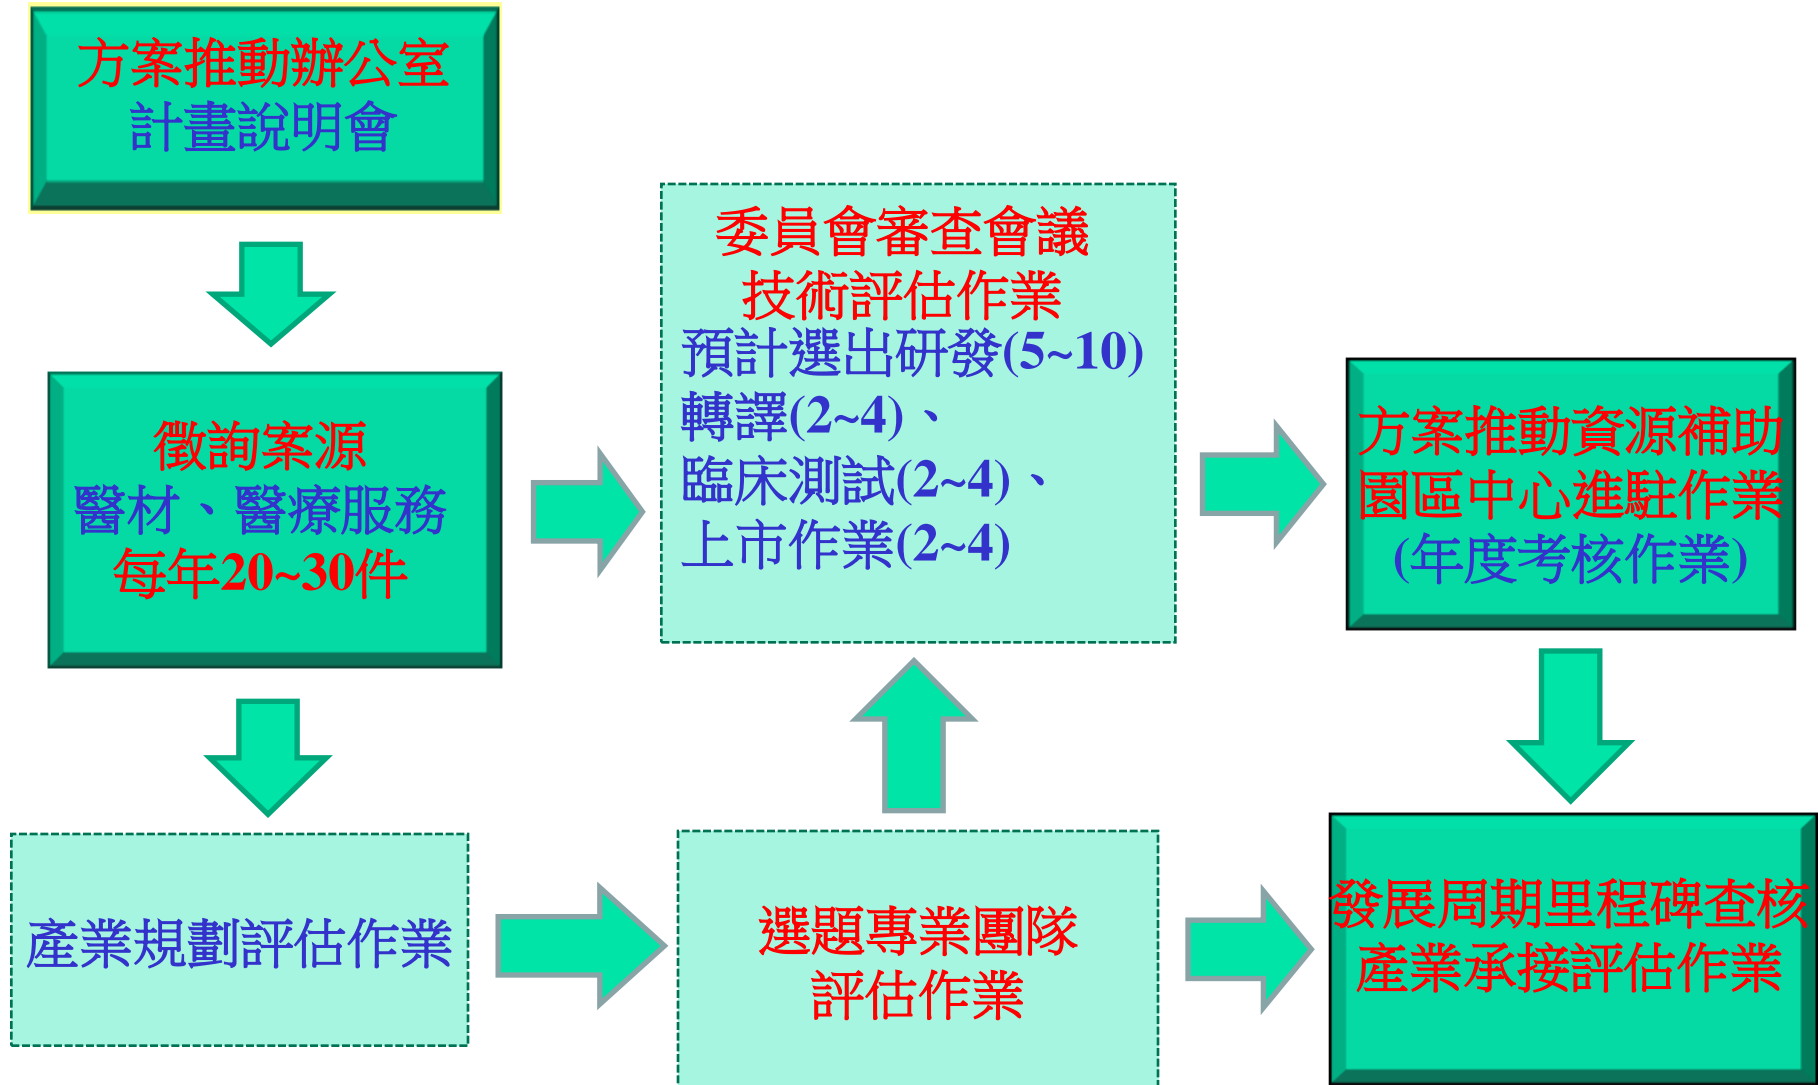 方案推動辦公室
計畫說明會
徵詢案源
醫材、醫療服務
每年20~30件
產業規劃評估作業
委員會審查會議
技術評估作業
預計選出研發(5~10)
轉譯(2~4)、
臨床測試(2~4)、
上市作業(2~4)
選題專業團隊
評估作業
方案推動資源補助
園區中心進駐作業
(年度考核作業)
發展周期里程碑查核
產業承接評估作業